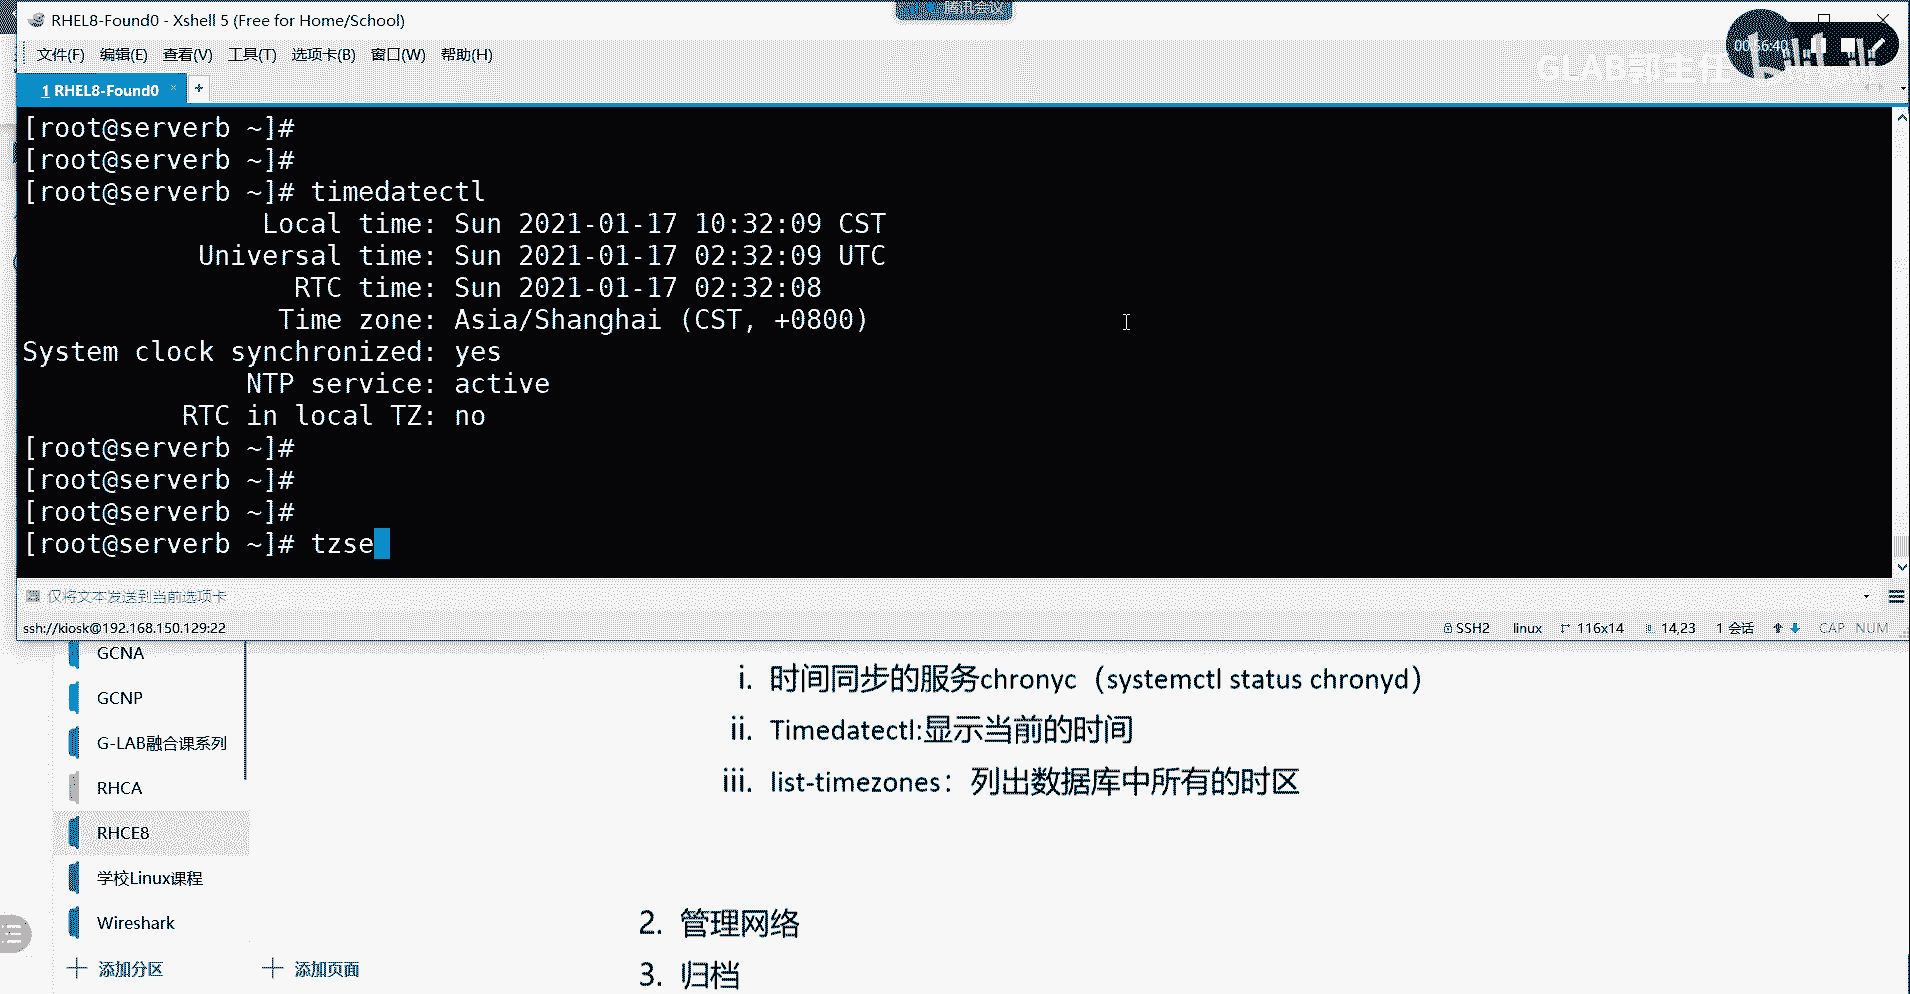 腾讯会议
RHEL8-Found0 - Xshell 5 (Free for Home/School)
00:56:40
文件(F) 编辑(E) 查看(V) 工具(T) 选项卡(B) 窗口(W) 帮助(H)
GLAB郭主任
1 RHEL8-Found0 × +
[root@serverb ~]#
[root@serverb ~]#
[root@serverb ~]# timedatectl
Local time: Sun 2021-01-17 10:32:09 CST
Universal time: Sun 2021-01-17 02:32:09 UTC
RTC time: Sun 2021-01-17 02:32:08
Time zone: Asia/Shanghai (CST, +0800)
System clock synchronized: yes
NTP service: active
RTC in local TZ: no
[root@serverb ~]#
[root@serverb ~]#
[root@serverb ~]#
[root@serverb ~]# tzse
仅将文本发送到当前选项卡
ssh://kiosk@192.168.150.129:22 SSH2 linux 116x14 14,23 1 会话 CAP NUM
GCNA
GCNP
G-LAB融合课系列
RHCA
RHCE8
学校Linux课程
Wireshark
添加分区 添加页面
i. 时间同步的服务chronyc（systemctl status chronyd）
ii. Timedatectl:显示当前的时间
iii. list-timezones：列出数据库中所有的时区
2. 管理网络
3. 归档